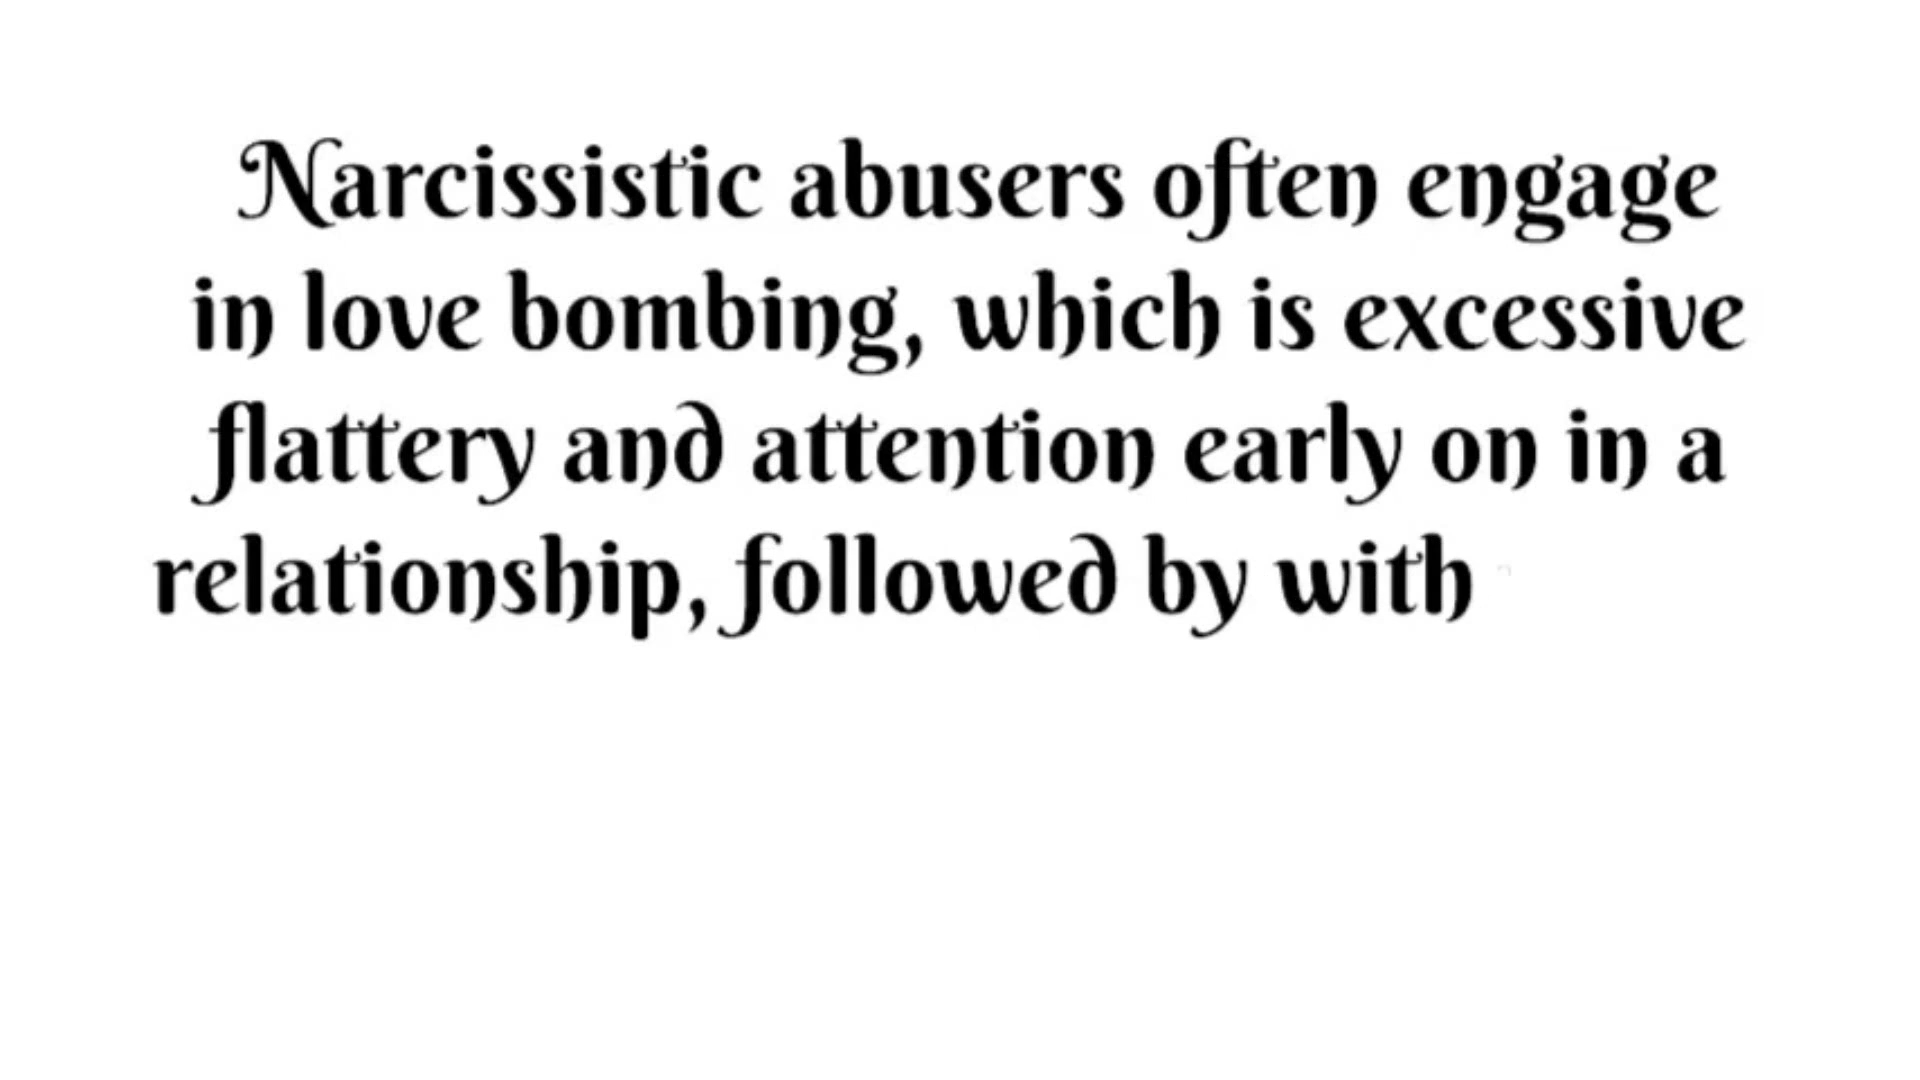 Narcissistic abusers often engage
in love bombing, which is excessive
flattery and attention early on in a
relationship, followed by with